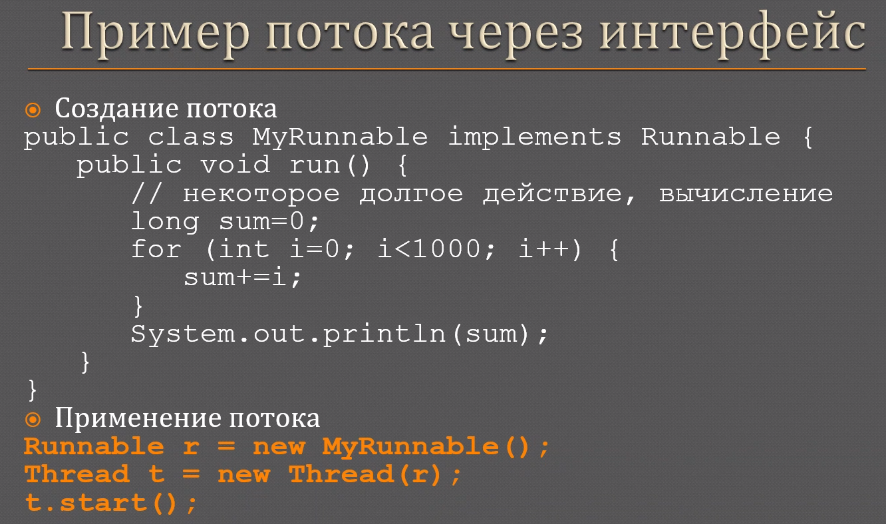 Пример потока через интерфейс
Создание потока
public class MyRunnable implements Runnable {
   public void run() {
      // некоторое долгое действие, вычисление
      long sum=0;
      for (int i=0; i<1000; i++) {
         sum+=i;
      }
      System.out.println(sum);
   }
}
Применение потока
Runnable r = new MyRunnable();
Thread t = new Thread(r);
t.start();